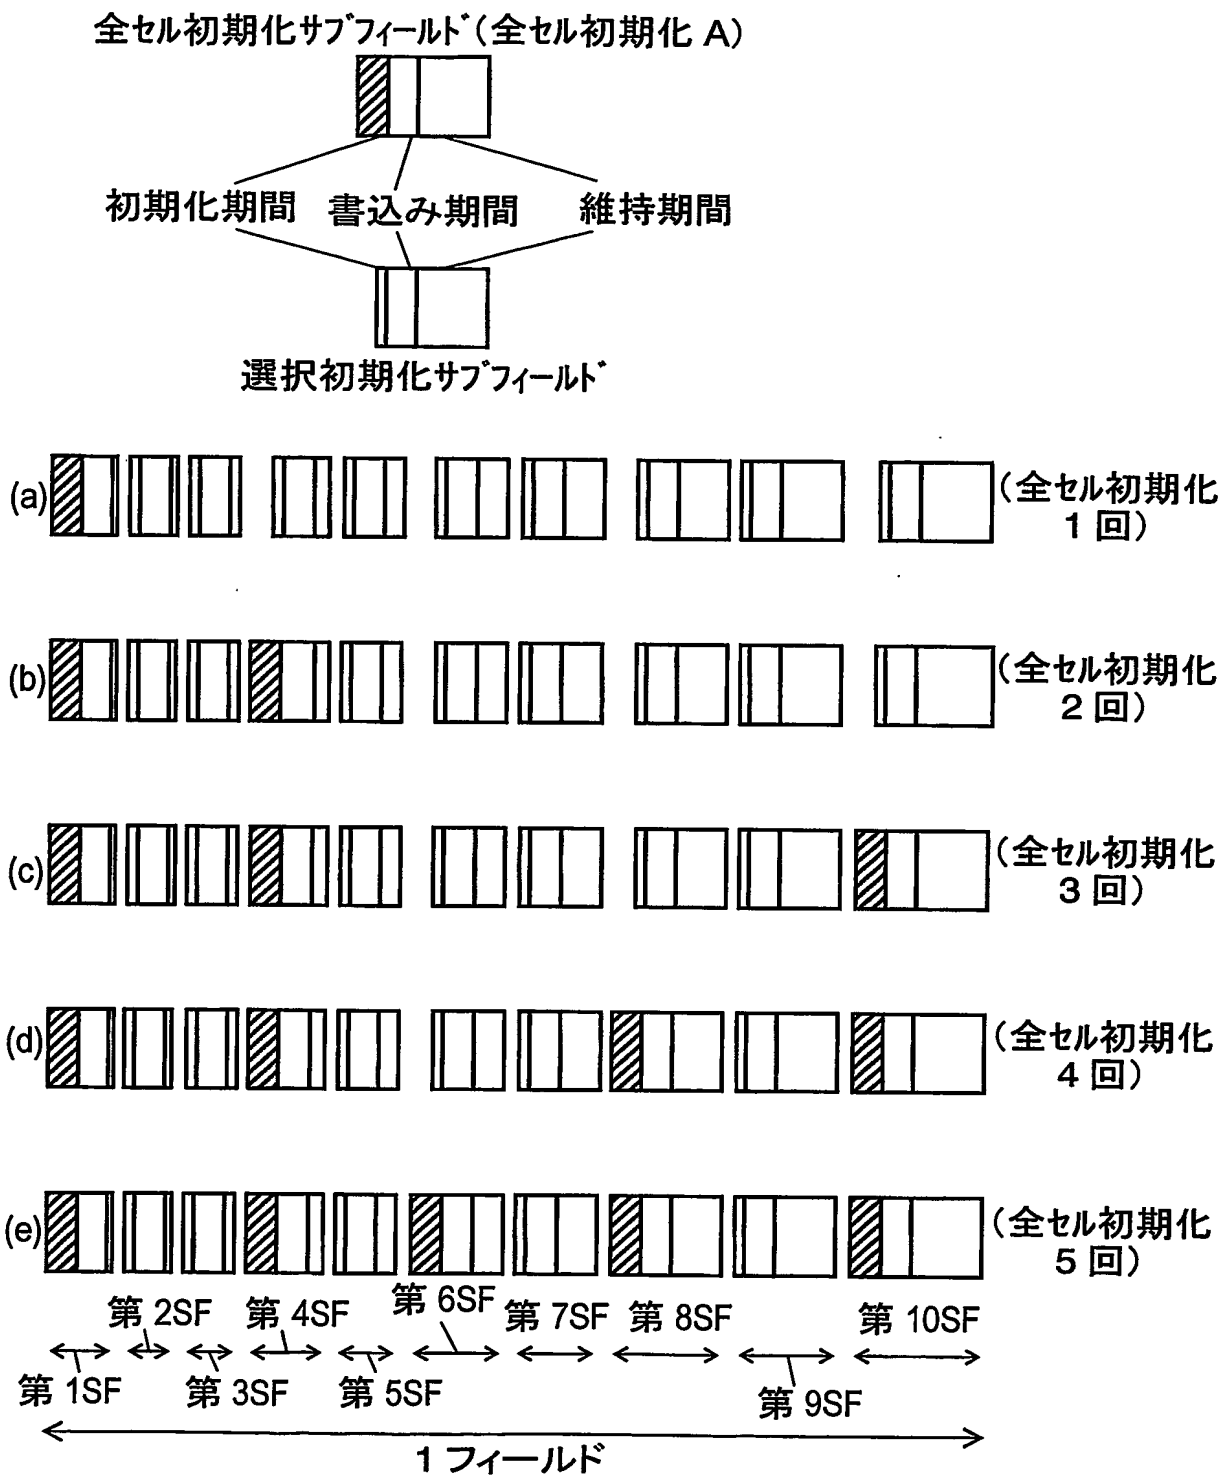 全セル初期化サブフィールド(全セル初期化 A)
初期化期間 書込み期間 維持期間
選択初期化サブフィールド
(a) (全セル初期化
1 回)
(b) (全セル初期化
2 回)
(c) (全セル初期化
3 回)
(d) (全セル初期化
4 回)
(e) (全セル初期化
5 回)
第 2SF 第 4SF 第 6SF 第 7SF 第 8SF 第 10SF
第 1SF 第 3SF 第 5SF 第 9SF
1 フィールド